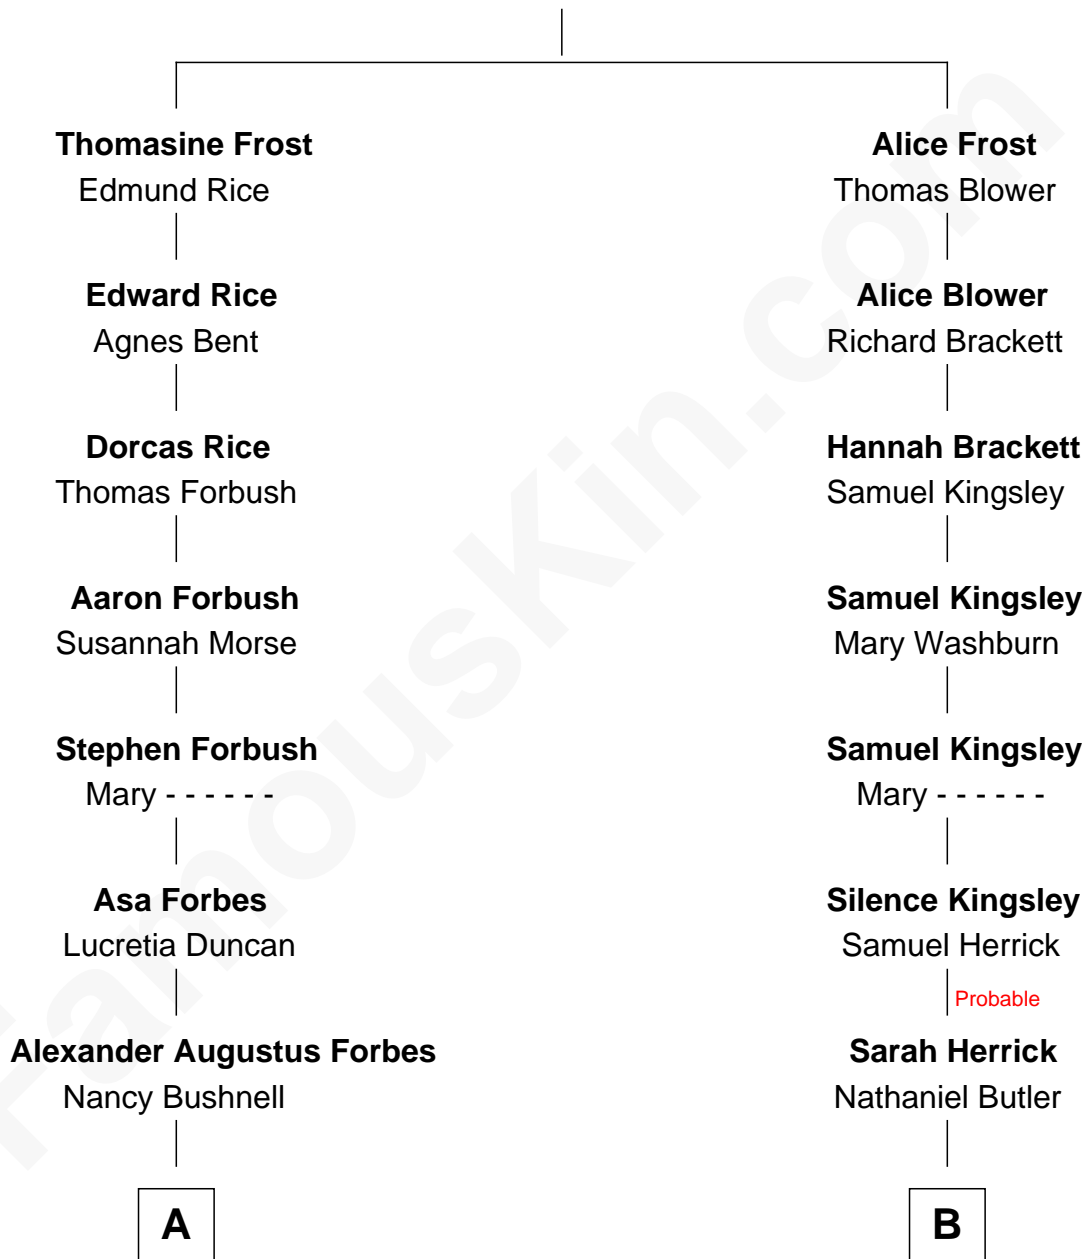 Thomasine Frost
Edmund Rice
Edward Rice
Agnes Bent
Dorcas Rice
Thomas Forbush
Aaron Forbush
Susannah Morse
Stephen Forbush
Mary - - - - - -
Asa Forbes
Lucretia Duncan
Alexander Augustus Forbes
Nancy Bushnell
A
Alice Frost
Thomas Blower
Alice Blower
Richard Brackett
Hannah Brackett
Samuel Kingsley
Samuel Kingsley
Mary Washburn
Samuel Kingsley
Mary - - - - - -
Silence Kingsley
Samuel Herrick
Probable
Sarah Herrick
Nathaniel Butler
B
FamousKin.com